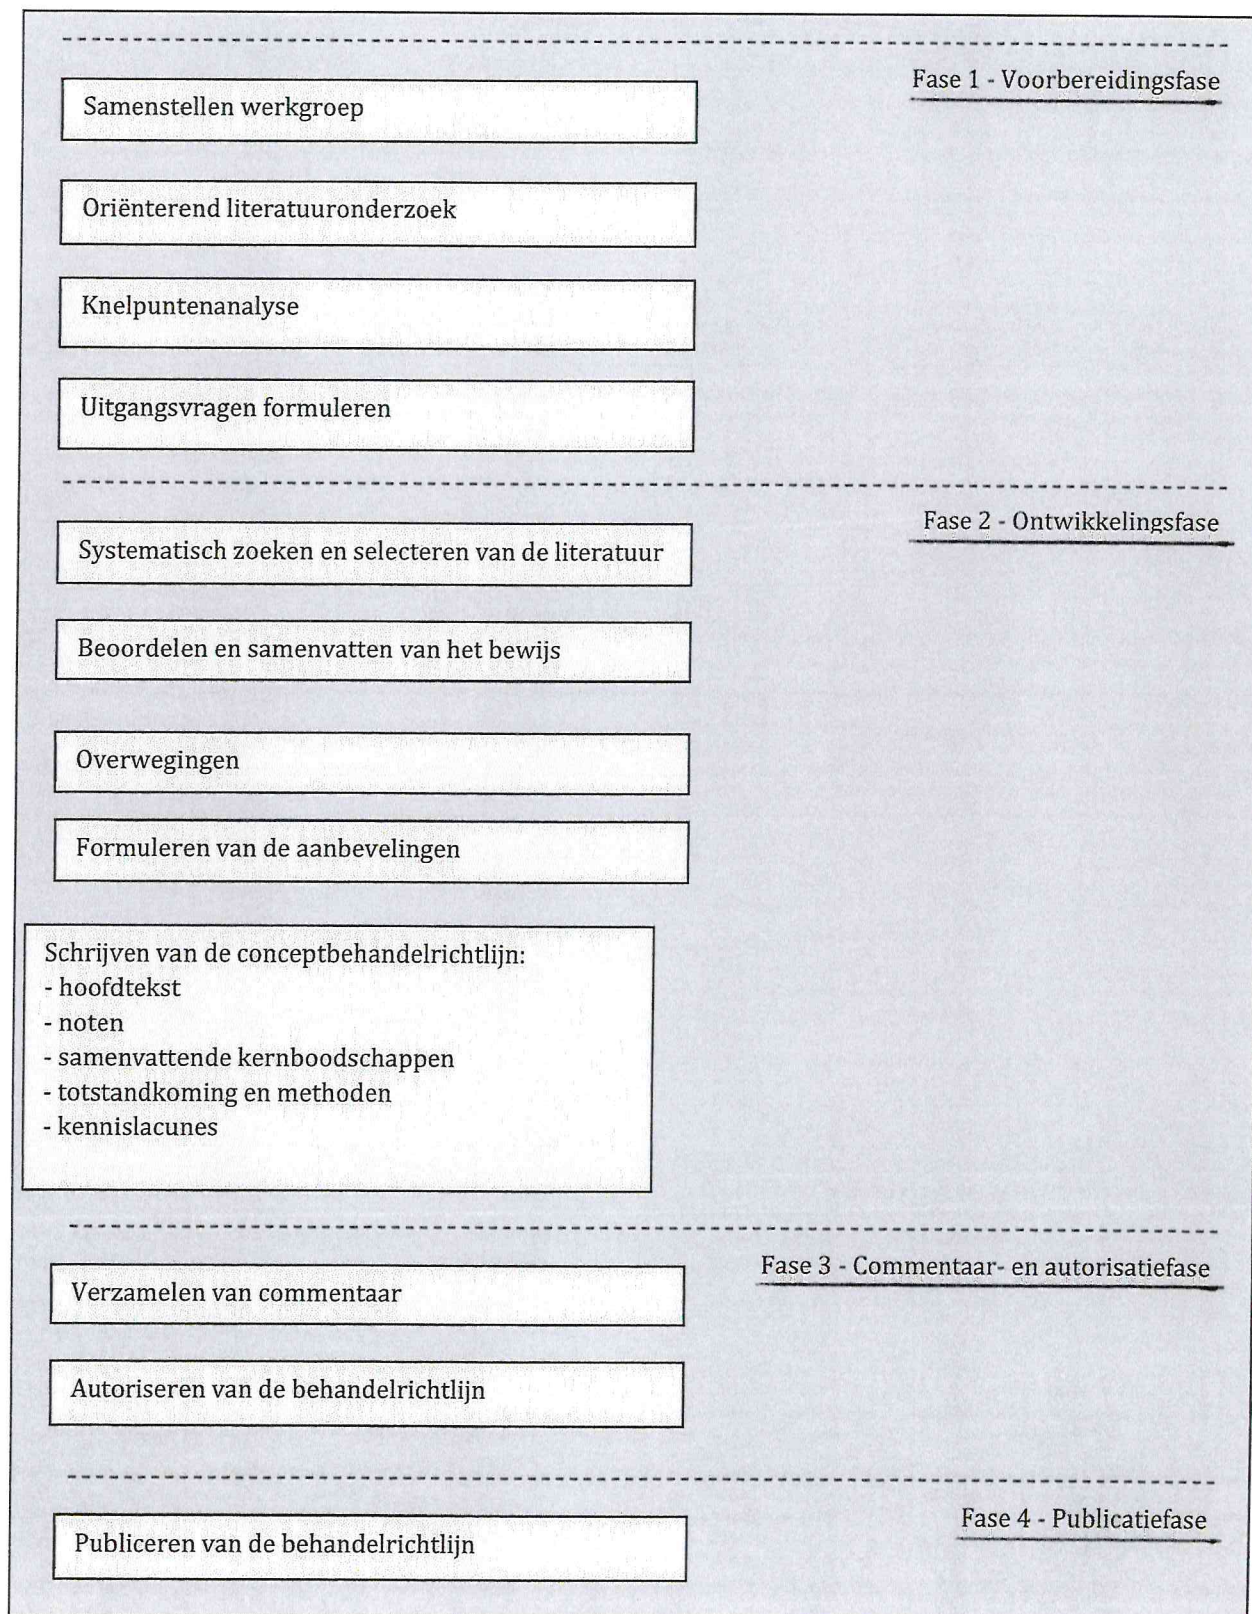 Fase 1 - Voorbereidingsfase
Samenstellen werkgroep
Oriënterend literatuuronderzoek
Knelpuntenanalyse
Uitgangsvragen formuleren
Fase 2 - Ontwikkelingsfase
Systematisch zoeken en selecteren van de literatuur
Beoordelen en samenvatten van het bewijs
Overwegingen
Formuleren van de aanbevelingen
Schrijven van de conceptbehandelrichtlijn:
- hoofdtekst
- noten
- samenvattende kernboodschappen
- totstandkoming en methoden
- kennislacunes
Fase 3 - Commentaar- en autorisatiefase
Verzamelen van commentaar
Autoriseren van de behandelrichtlijn
Fase 4 - Publicatiefase
Publiceren van de behandelrichtlijn